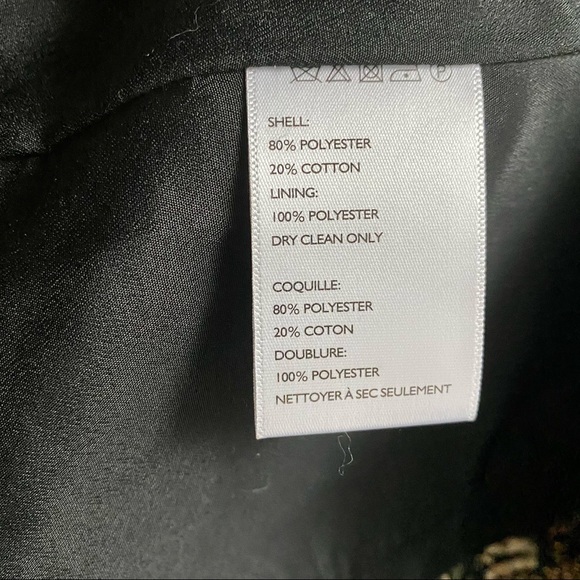 SHELL:
80% POLYESTER
20% COTTON
LINING:
100% POLYESTER
DRY CLEAN ONLY
COQUILLE:
80% POLYESTER
20% COTON
DOUBLURE:
100% POLYESTER
NETTOYER À SEC SEULEMENT